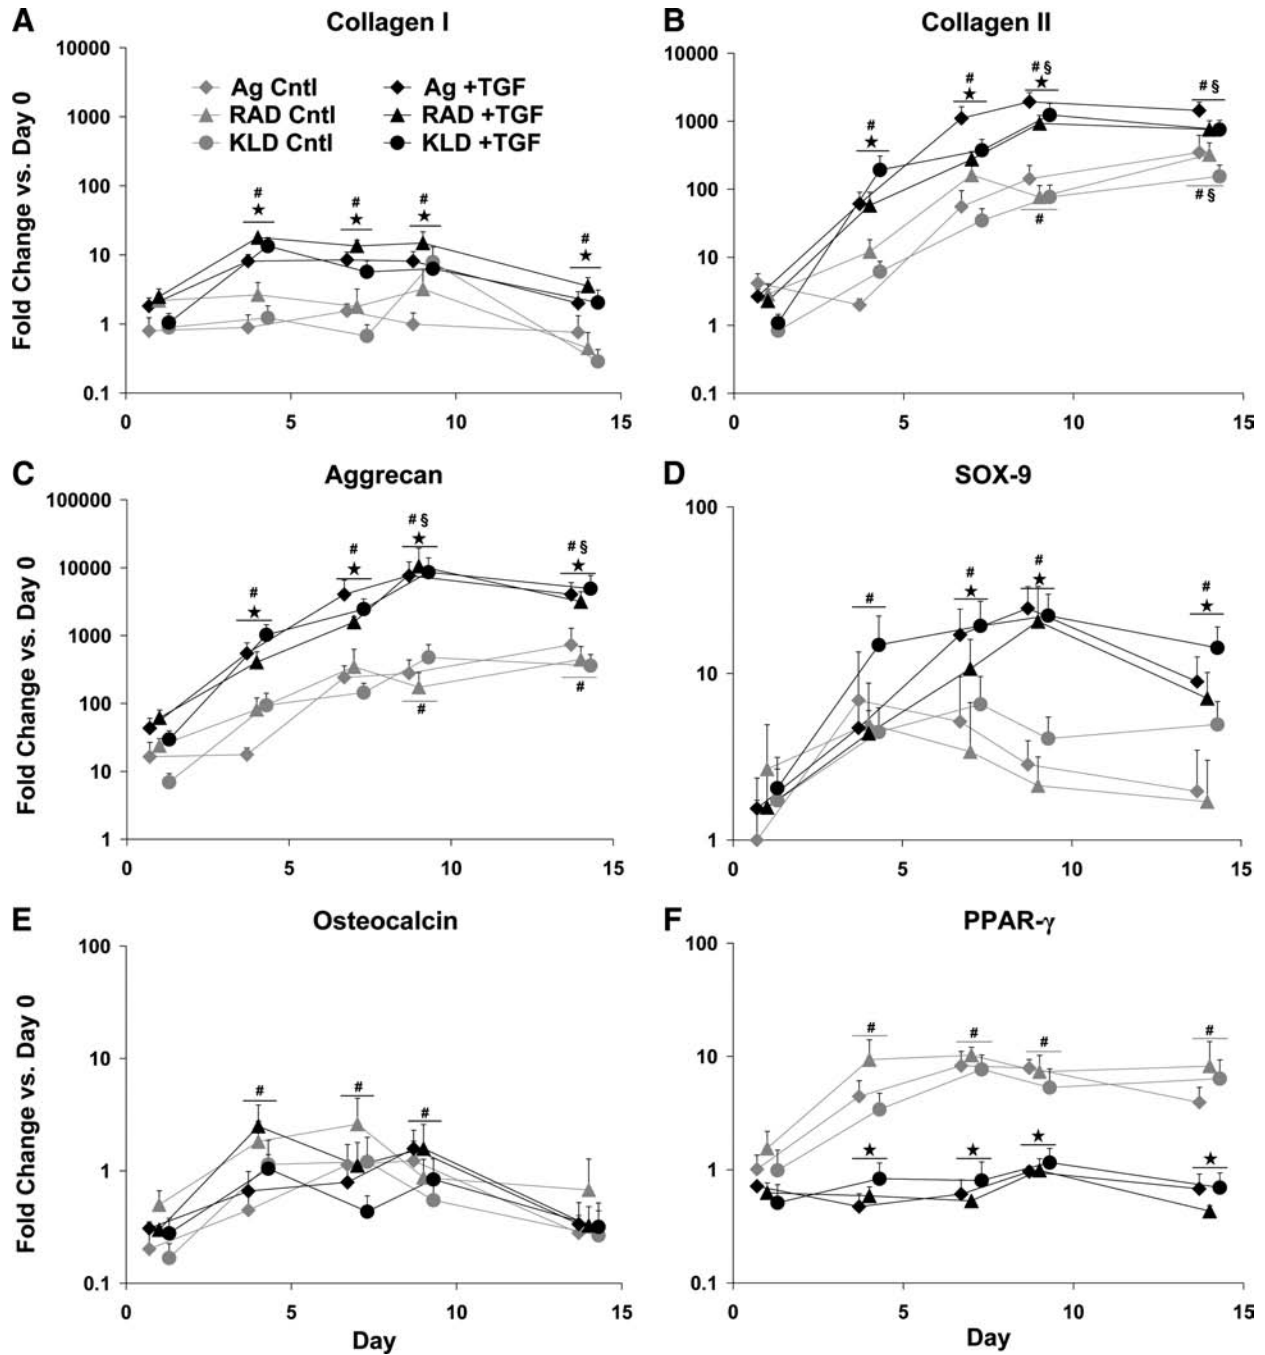 A Collagen I
Fold Change vs. Day 0
10000
1000
100
10
1
0.1
Ag Cntl Ag +TGF
RAD Cntl RAD +TGF
KLD Cntl KLD +TGF
# # # #
★ ★ ★ ★
0 5 10 15
B Collagen II
10000
1000
100
10
1
0.1
# # # § # §
★ ★ ★
# # §
0 5 10 15
C Aggrecan
Fold Change vs. Day 0
100000
10000
1000
100
10
1
# # # § # §
★ ★ ★ ★
# #
0 5 10 15
D SOX-9
100
10
1
# # # #
★ ★ ★
0 5 10 15
E Osteocalcin
Fold Change vs. Day 0
100
10
1
0.1
# # #
0 5 10 15
Day
F PPAR-γ
100
10
1
0.1
# # # #
★ ★ ★ ★
0 5 10 15
Day